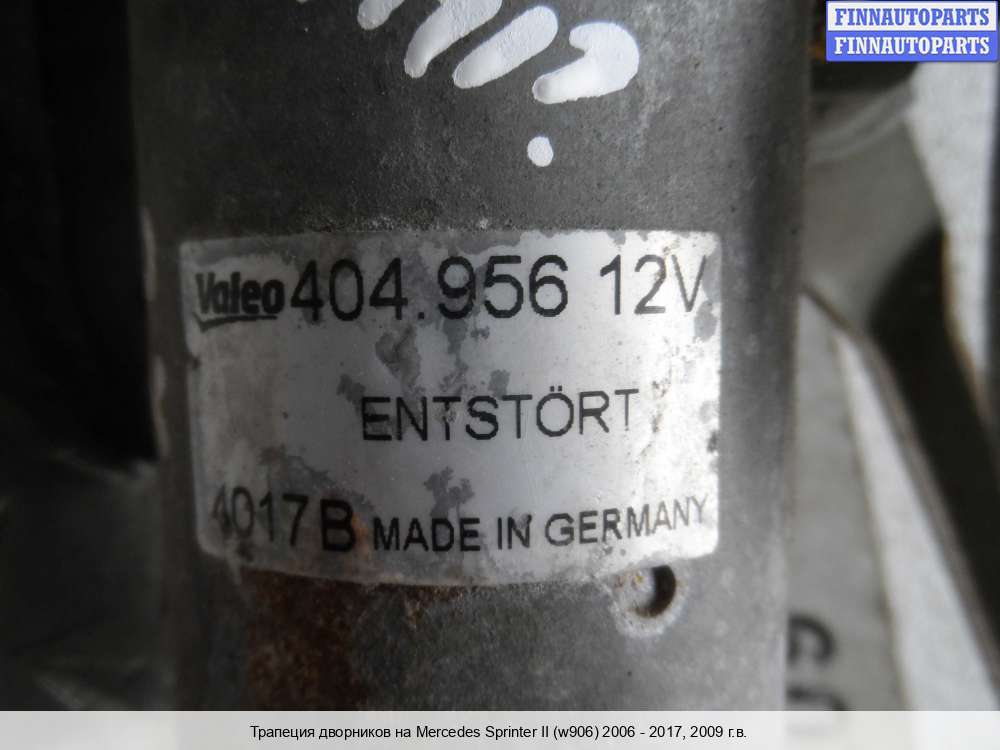 FINNAUTOPARTS
FINNAUTOPARTS
Valeo 404.956 12V
ENTSTÖRT
4017B MADE IN GERMANY
Трапеция дворников на Mercedes Sprinter II (w906) 2006 - 2017, 2009 г.в.